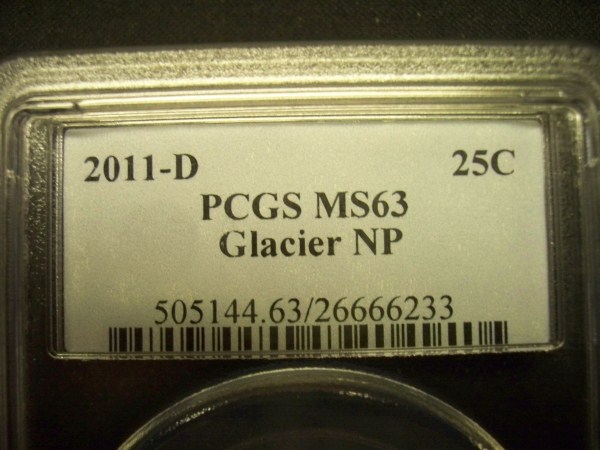 2011-D 25C
PCGS MS63
Glacier NP
505144.63/26666233